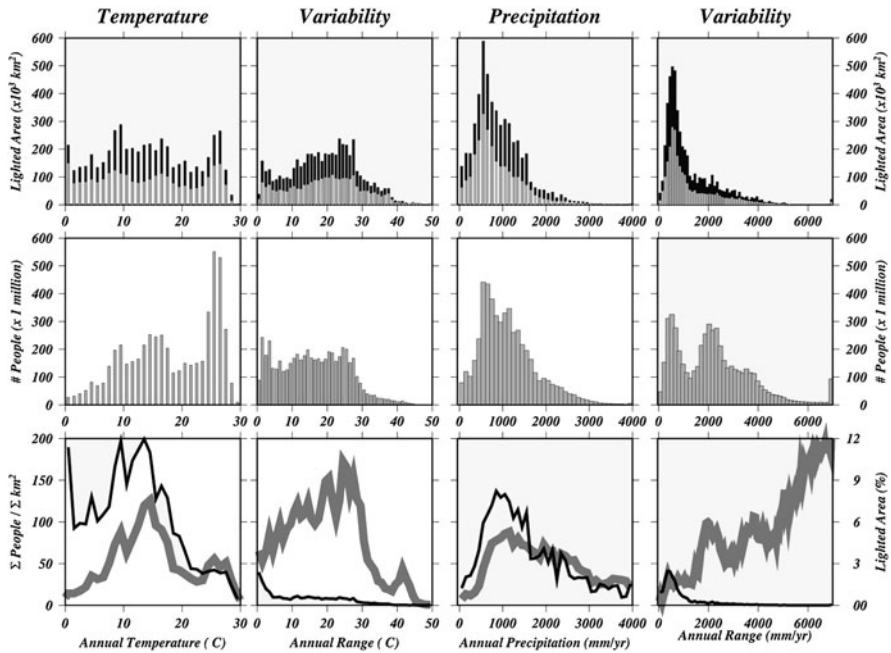 Temperature Variability Precipitation Variability
600 600
500 500
400 400
300 300
200 200
100 100
0 0
Lighted Area (x10³ km²)
Lighted Area (x10³ km²)
0 10 20 30 0 10 20 30 40 50 0 1000 2000 3000 4000 0 2000 4000 6000
600 600
500 500
400 400
300 300
200 200
100 100
0 0
# People (x 1 million)
# People (x 1 million)
0 10 20 30 0 10 20 30 40 50 0 1000 2000 3000 4000 0 2000 4000 6000
200 12
150 9
100 6
50 3
0 00
Σ People / Σ km²
Lighted Area (%)
0 10 20 30 0 10 20 30 40 50 0 1000 2000 3000 4000 0 2000 4000 6000
Annual Temperature ( C) Annual Range ( C) Annual Precipitation (mm/yr) Annual Range (mm/yr)